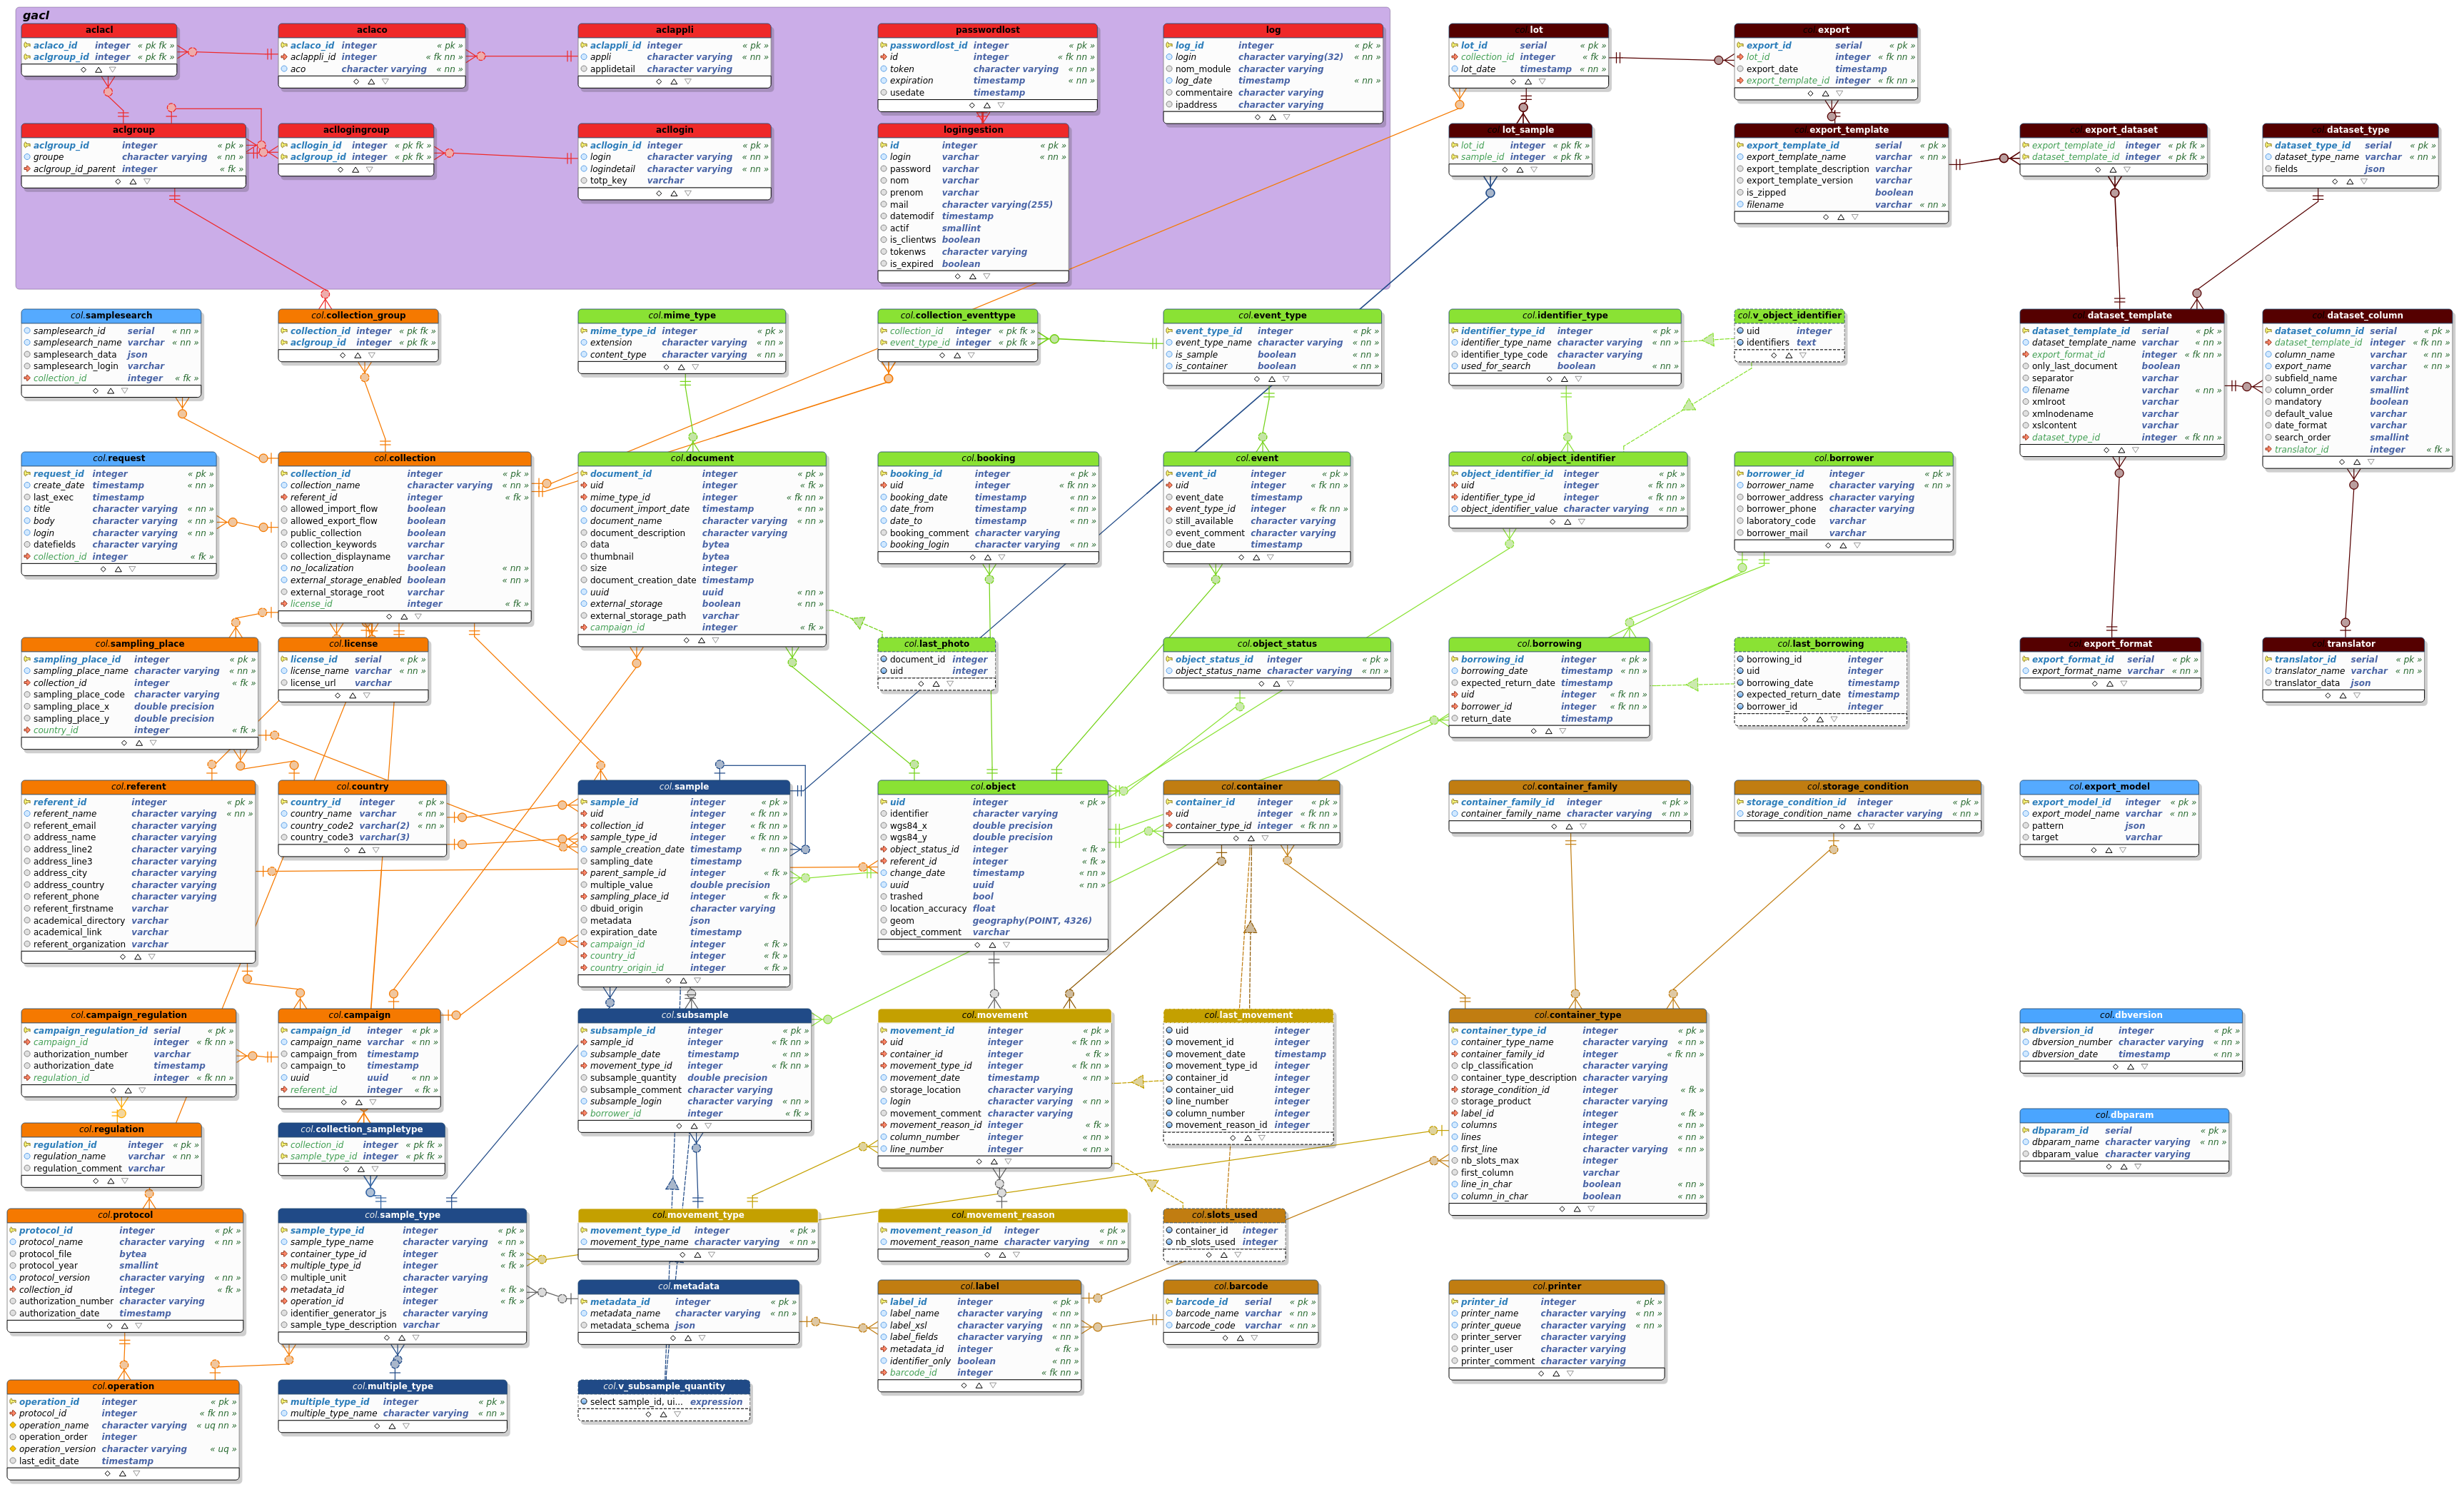 gacl
aclacl
aclaco_id integer « pk fk »
aclgroup_id integer « pk fk »
aclaco
aclaco_id integer « pk »
aclappli_id integer « fk nn »
aco character varying « nn »
aclappli
aclappli_id integer « pk »
appli character varying « nn »
applidetail character varying
passwordlost
passwordlost_id integer « pk »
id integer « fk nn »
token character varying « nn »
expiration timestamp « nn »
usedate timestamp
log
log_id integer « pk »
login character varying(32) « nn »
nom_module character varying
log_date timestamp « nn »
commentaire character varying
ipaddress character varying
col.lot
lot_id serial « pk »
collection_id integer « fk »
lot_date timestamp « nn »
col.export
export_id serial « pk »
lot_id integer « fk nn »
export_date timestamp
export_template_id integer « fk nn »
aclgroup
aclgroup_id integer « pk »
groupe character varying « nn »
aclgroup_id_parent integer « fk »
acllogingroup
acllogin_id integer « pk fk »
aclgroup_id integer « pk fk »
acllogin
acllogin_id integer « pk »
login character varying « nn »
logindetail character varying « nn »
totp_key varchar
logingestion
id integer « pk »
login varchar « nn »
password varchar
nom varchar
prenom varchar
mail character varying(255)
datemodif timestamp
actif smallint
is_clientws boolean
tokenws character varying
is_expired boolean
col.lot_sample
lot_id integer « pk fk »
sample_id integer « pk fk »
col.export_template
export_template_id serial « pk »
export_template_name varchar « nn »
export_template_description varchar
export_template_version varchar
is_zipped boolean
filename varchar « nn »
col.export_dataset
export_template_id integer « pk fk »
dataset_template_id integer « pk fk »
col.dataset_type
dataset_type_id serial « pk »
dataset_type_name varchar « nn »
fields json
col.samplesearch
samplesearch_id serial « nn »
samplesearch_name varchar « nn »
samplesearch_data json
samplesearch_login varchar
collection_id integer « fk »
col.collection_group
collection_id integer « pk fk »
aclgroup_id integer « pk fk »
col.mime_type
mime_type_id integer « pk »
extension character varying « nn »
content_type character varying « nn »
col.collection_eventtype
collection_id integer « pk fk »
event_type_id integer « pk fk »
col.event_type
event_type_id integer « pk »
event_type_name character varying « nn »
is_sample boolean « nn »
is_container boolean « nn »
col.identifier_type
identifier_type_id integer « pk »
identifier_type_name character varying « nn »
identifier_type_code character varying
used_for_search boolean « nn »
col.v_object_identifier
uid integer
identifiers text
col.dataset_template
dataset_template_id serial « pk »
dataset_template_name varchar « nn »
export_format_id integer « fk nn »
only_last_document boolean
separator varchar
filename varchar « nn »
xmlroot varchar
xmlnodename varchar
xslcontent varchar
dataset_type_id integer « fk nn »
col.dataset_column
dataset_column_id serial « pk »
dataset_template_id integer « fk nn »
column_name varchar « nn »
export_name varchar « nn »
subfield_name varchar
column_order smallint
mandatory boolean
default_value varchar
date_format varchar
search_order smallint
translator_id integer « fk »
col.request
request_id integer « pk »
create_date timestamp « nn »
last_exec timestamp
title character varying « nn »
body character varying « nn »
login character varying « nn »
datefields character varying
collection_id integer « fk »
col.collection
collection_id integer « pk »
collection_name character varying « nn »
referent_id integer « fk »
allowed_import_flow boolean
allowed_export_flow boolean
public_collection boolean
collection_keywords varchar
collection_displayname varchar
no_localization boolean « nn »
external_storage_enabled boolean « nn »
external_storage_root varchar
license_id integer « fk »
col.document
document_id integer « pk »
uid integer « fk »
mime_type_id integer « fk nn »
document_import_date timestamp « nn »
document_name character varying « nn »
document_description character varying
data bytea
thumbnail bytea
size integer
document_creation_date timestamp
uuid uuid « nn »
external_storage boolean « nn »
external_storage_path varchar
campaign_id integer « fk »
col.booking
booking_id integer « pk »
uid integer « fk nn »
booking_date timestamp « nn »
date_from timestamp « nn »
date_to timestamp « nn »
booking_comment character varying
booking_login character varying « nn »
col.event
event_id integer « pk »
uid integer « fk nn »
event_date timestamp
event_type_id integer « fk nn »
still_available character varying
event_comment character varying
due_date timestamp
col.object_identifier
object_identifier_id integer « pk »
uid integer « fk nn »
identifier_type_id integer « fk nn »
object_identifier_value character varying « nn »
col.borrower
borrower_id integer « pk »
borrower_name character varying « nn »
borrower_address character varying
borrower_phone character varying
laboratory_code varchar
borrower_mail varchar
col.sampling_place
sampling_place_id integer « pk »
sampling_place_name character varying « nn »
collection_id integer « fk »
sampling_place_code character varying
sampling_place_x double precision
sampling_place_y double precision
country_id integer « fk »
col.license
license_id serial « pk »
license_name varchar « nn »
license_url varchar
col.last_photo
document_id integer
uid integer
col.object_status
object_status_id integer « pk »
object_status_name character varying « nn »
col.borrowing
borrowing_id integer « pk »
borrowing_date timestamp « nn »
expected_return_date timestamp
uid integer « fk nn »
borrower_id integer « fk nn »
return_date timestamp
col.last_borrowing
borrowing_id integer
uid integer
borrowing_date timestamp
expected_return_date timestamp
borrower_id integer
col.export_format
export_format_id serial « pk »
export_format_name varchar « nn »
col.translator
translator_id serial « pk »
translator_name varchar « nn »
translator_data json
col.referent
referent_id integer « pk »
referent_name character varying « nn »
referent_email character varying
address_name character varying
address_line2 character varying
address_line3 character varying
address_city character varying
address_country character varying
referent_phone character varying
referent_firstname varchar
academical_directory varchar
academical_link varchar
referent_organization varchar
col.country
country_id integer « pk »
country_name varchar « nn »
country_code2 varchar(2) « nn »
country_code3 varchar(3)
col.sample
sample_id integer « pk »
uid integer « fk nn »
collection_id integer « fk nn »
sample_type_id integer « fk nn »
sample_creation_date timestamp « nn »
sampling_date timestamp
parent_sample_id integer « fk »
multiple_value double precision
sampling_place_id integer « fk »
dbuid_origin character varying
metadata json
expiration_date timestamp
campaign_id integer « fk »
country_id integer « fk »
country_origin_id integer « fk »
col.object
uid integer « pk »
identifier character varying
wgs84_x double precision
wgs84_y double precision
object_status_id integer « fk »
referent_id integer « fk »
change_date timestamp « nn »
uuid uuid « nn »
trashed bool
location_accuracy float
geom geography(POINT, 4326)
object_comment varchar
col.container
container_id integer « pk »
uid integer « fk nn »
container_type_id integer « fk nn »
col.container_family
container_family_id integer « pk »
container_family_name character varying « nn »
col.storage_condition
storage_condition_id integer « pk »
storage_condition_name character varying « nn »
col.export_model
export_model_id integer « pk »
export_model_name varchar « nn »
pattern json
target varchar
col.campaign_regulation
campaign_regulation_id serial « pk »
campaign_id integer « fk nn »
authorization_number varchar
authorization_date timestamp
regulation_id integer « fk nn »
col.campaign
campaign_id integer « pk »
campaign_name varchar « nn »
campaign_from timestamp
campaign_to timestamp
uuid uuid « nn »
referent_id integer « fk »
col.subsample
subsample_id integer « pk »
sample_id integer « fk »
subsample_date timestamp « nn »
movement_type_id integer « fk nn »
subsample_quantity double precision
subsample_comment character varying
subsample_login character varying « nn »
borrower_id integer « fk »
col.movement
movement_id integer « pk »
uid integer « fk nn »
container_id integer « fk »
movement_type_id integer « fk nn »
movement_date timestamp « nn »
storage_location character varying
login character varying « nn »
movement_comment character varying
movement_reason_id integer « fk »
column_number integer « nn »
line_number integer « nn »
col.last_movement
uid integer
movement_id integer
movement_date timestamp
movement_type_id integer
container_id integer
container_uid integer
line_number integer
column_number integer
movement_reason_id integer
col.container_type
container_type_id integer « pk »
container_type_name character varying « nn »
container_family_id integer « fk nn »
clp_classification character varying
container_type_description character varying
storage_condition_id integer « fk »
storage_product character varying
label_id integer « fk »
columns integer « nn »
lines integer « nn »
first_line character varying « nn »
nb_slots_max integer
first_column varchar
line_in_char boolean « nn »
column_in_char boolean « nn »
col.dbversion
dbversion_id integer « pk »
dbversion_number character varying « nn »
dbversion_date timestamp « nn »
col.dbparam
dbparam_id serial « pk »
dbparam_name character varying « nn »
dbparam_value character varying
col.regulation
regulation_id integer « pk »
regulation_name varchar « nn »
regulation_comment varchar
col.collection_sampletype
collection_id integer « pk fk »
sample_type_id integer « pk fk »
col.protocol
protocol_id integer « pk »
protocol_name character varying « nn »
protocol_file bytea
protocol_year smallint
protocol_version character varying « nn »
collection_id integer « fk »
authorization_number character varying
authorization_date timestamp
col.sample_type
sample_type_id integer « pk »
sample_type_name character varying « nn »
container_type_id integer « fk »
multiple_type_id integer « fk »
multiple_unit character varying
metadata_id integer « fk »
operation_id integer « fk »
identifier_generator_js character varying
sample_type_description varchar
col.movement_type
movement_type_id integer « pk »
movement_type_name character varying « nn »
col.movement_reason
movement_reason_id integer « pk »
movement_reason_name character varying « nn »
col.slots_used
container_id integer
nb_slots_used integer
col.metadata
metadata_id integer « pk »
metadata_name character varying « nn »
metadata_schema json
col.label
label_id integer « pk »
label_name character varying « nn »
label_xsl character varying « nn »
label_fields character varying « nn »
metadata_id integer « fk »
identifier_only boolean « nn »
barcode_id integer « fk nn »
col.barcode
barcode_id serial « pk »
barcode_name varchar « nn »
barcode_code varchar « nn »
col.printer
printer_id integer « pk »
printer_name character varying « nn »
printer_queue character varying « nn »
printer_server character varying
printer_user character varying
printer_comment character varying
col.operation
operation_id integer « pk »
protocol_id integer « fk nn »
operation_name character varying « uq nn »
operation_order integer
operation_version character varying « uq »
last_edit_date timestamp
col.multiple_type
multiple_type_id integer « pk »
multiple_type_name character varying « nn »
col.v_subsample_quantity
select sample_id, ui... expression